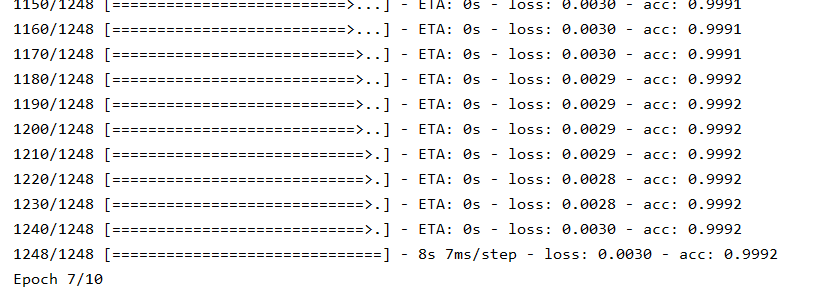 1150/1248 [==========================>...] - ETA: 0s - loss: 0.0030 - acc: 0.9991
1160/1248 [==========================>...] - ETA: 0s - loss: 0.0030 - acc: 0.9991
1170/1248 [===========================>..] - ETA: 0s - loss: 0.0030 - acc: 0.9991
1180/1248 [===========================>..] - ETA: 0s - loss: 0.0029 - acc: 0.9992
1190/1248 [===========================>..] - ETA: 0s - loss: 0.0029 - acc: 0.9992
1200/1248 [===========================>..] - ETA: 0s - loss: 0.0029 - acc: 0.9992
1210/1248 [============================>.] - ETA: 0s - loss: 0.0029 - acc: 0.9992
1220/1248 [============================>.] - ETA: 0s - loss: 0.0028 - acc: 0.9992
1230/1248 [============================>.] - ETA: 0s - loss: 0.0028 - acc: 0.9992
1240/1248 [============================>.] - ETA: 0s - loss: 0.0030 - acc: 0.9992
1248/1248 [==============================] - 8s 7ms/step - loss: 0.0030 - acc: 0.9992
Epoch 7/10